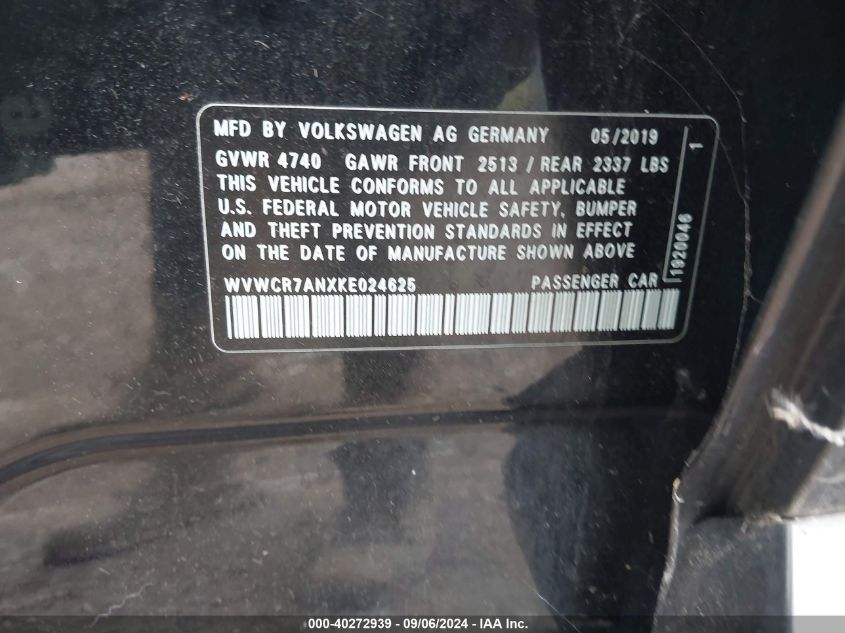 MFD BY VOLKSWAGEN AG GERMANY 05/2019
GVWR 4740 GAWR FRONT 2513 / REAR 2337 LBS
THIS VEHICLE CONFORMS TO ALL APPLICABLE
U.S. FEDERAL MOTOR VEHICLE SAFETY, BUMPER
AND THEFT PREVENTION STANDARDS IN EFFECT
ON THE DATE OF MANUFACTURE SHOWN ABOVE
WVWCR7ANXKE024625 PASSENGER CAR
1920046
1
000-40272939 - 09/06/2024 - IAA Inc.